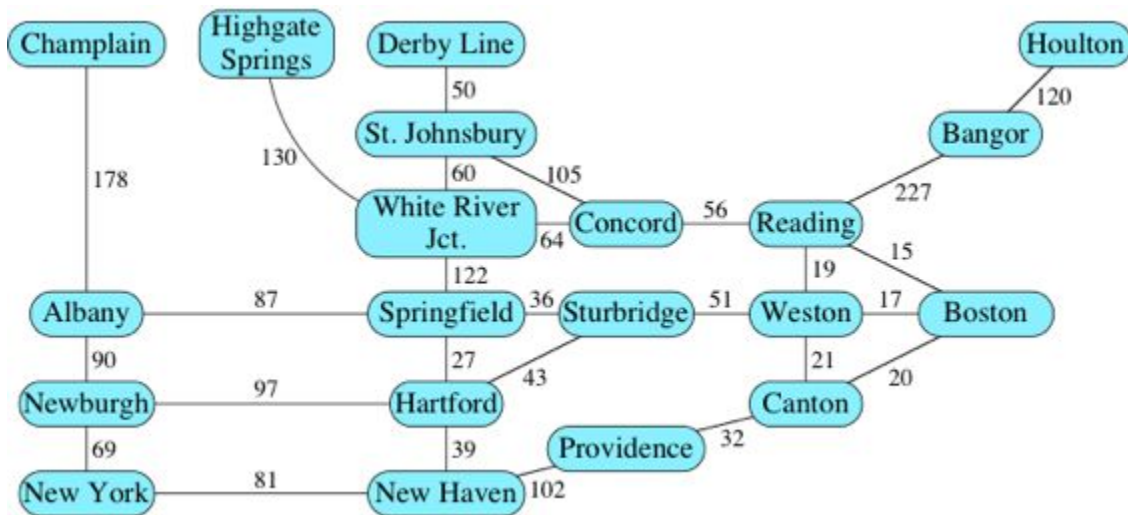 Champlain
Highgate
Springs
Derby Line
Houlton
50
120
St. Johnsbury
Bangor
130
60
105
178
227
White River
Jct.
64
Concord
56
Reading
15
122
19
87
36
51
17
Albany
Springfield
Sturbridge
Weston
Boston
90
27
43
21
20
97
Newburgh
Hartford
Canton
32
69
39
Providence
81
102
New York
New Haven